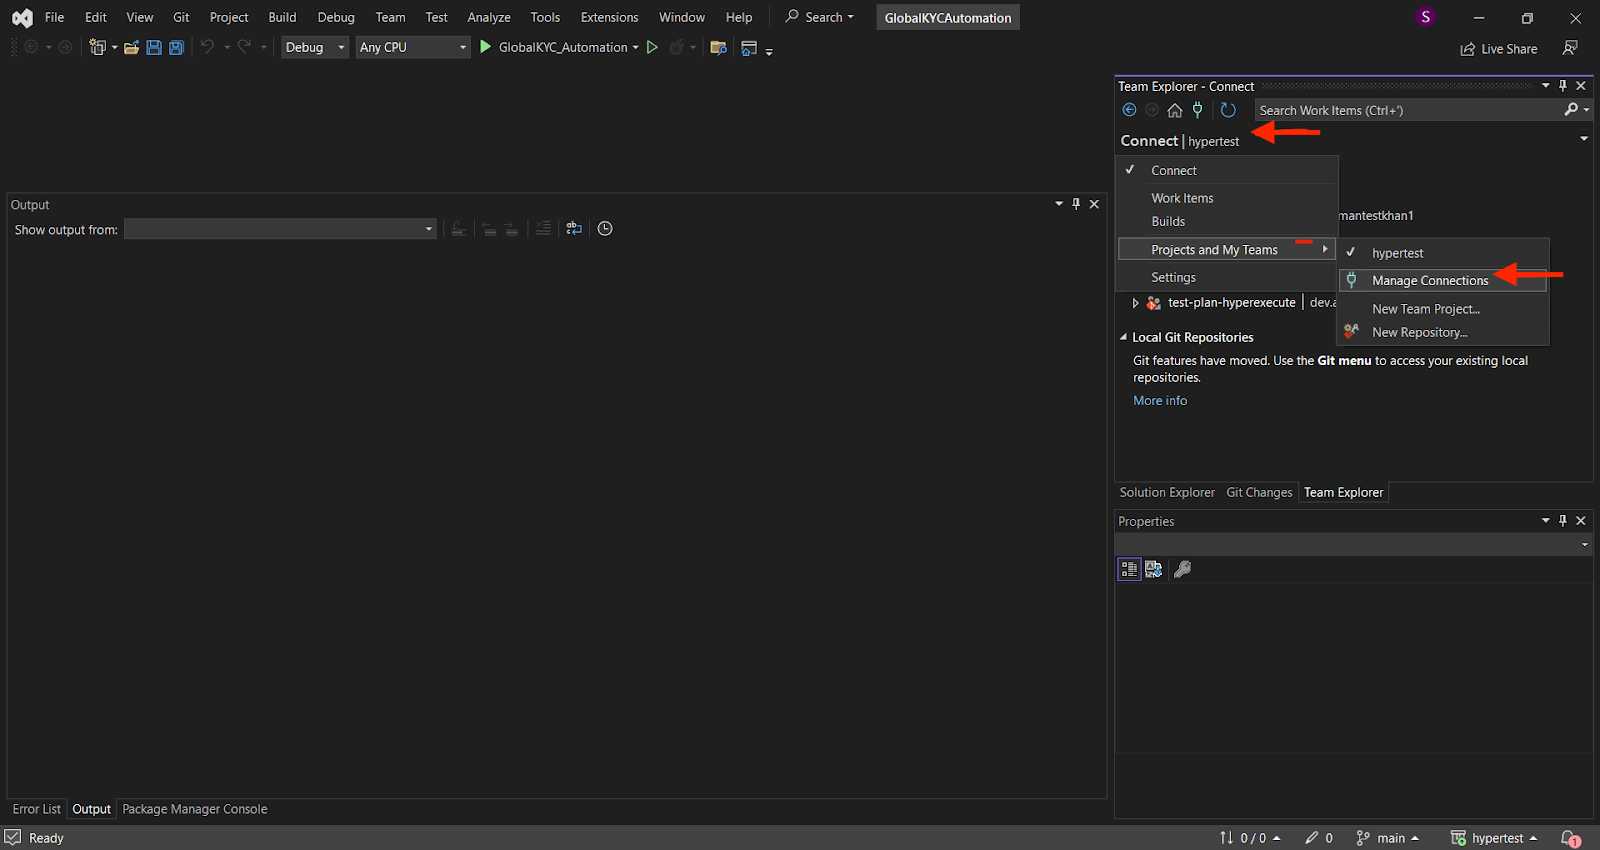 File Edit View Git Project Build Debug Team Test Analyze Tools Extensions Window Help Search GlobalKYCAutomation S
Debug Any CPU GlobalKYC_Automation Live Share
Team Explorer - Connect
Search Work Items (Ctrl+')
Connect | hypertest
Connect
Work Items
Builds
Projects and My Teams
Settings
mantestkhan1
hypertest
Manage Connections
New Team Project...
New Repository...
test-plan-hyperexecute | dev.a
Local Git Repositories
Git features have moved. Use the Git menu to access your existing local
repositories.
More info
Solution Explorer Git Changes Team Explorer
Properties
Output
Show output from:
Error List Output Package Manager Console
Ready 0 / 0 0 main hypertest 1